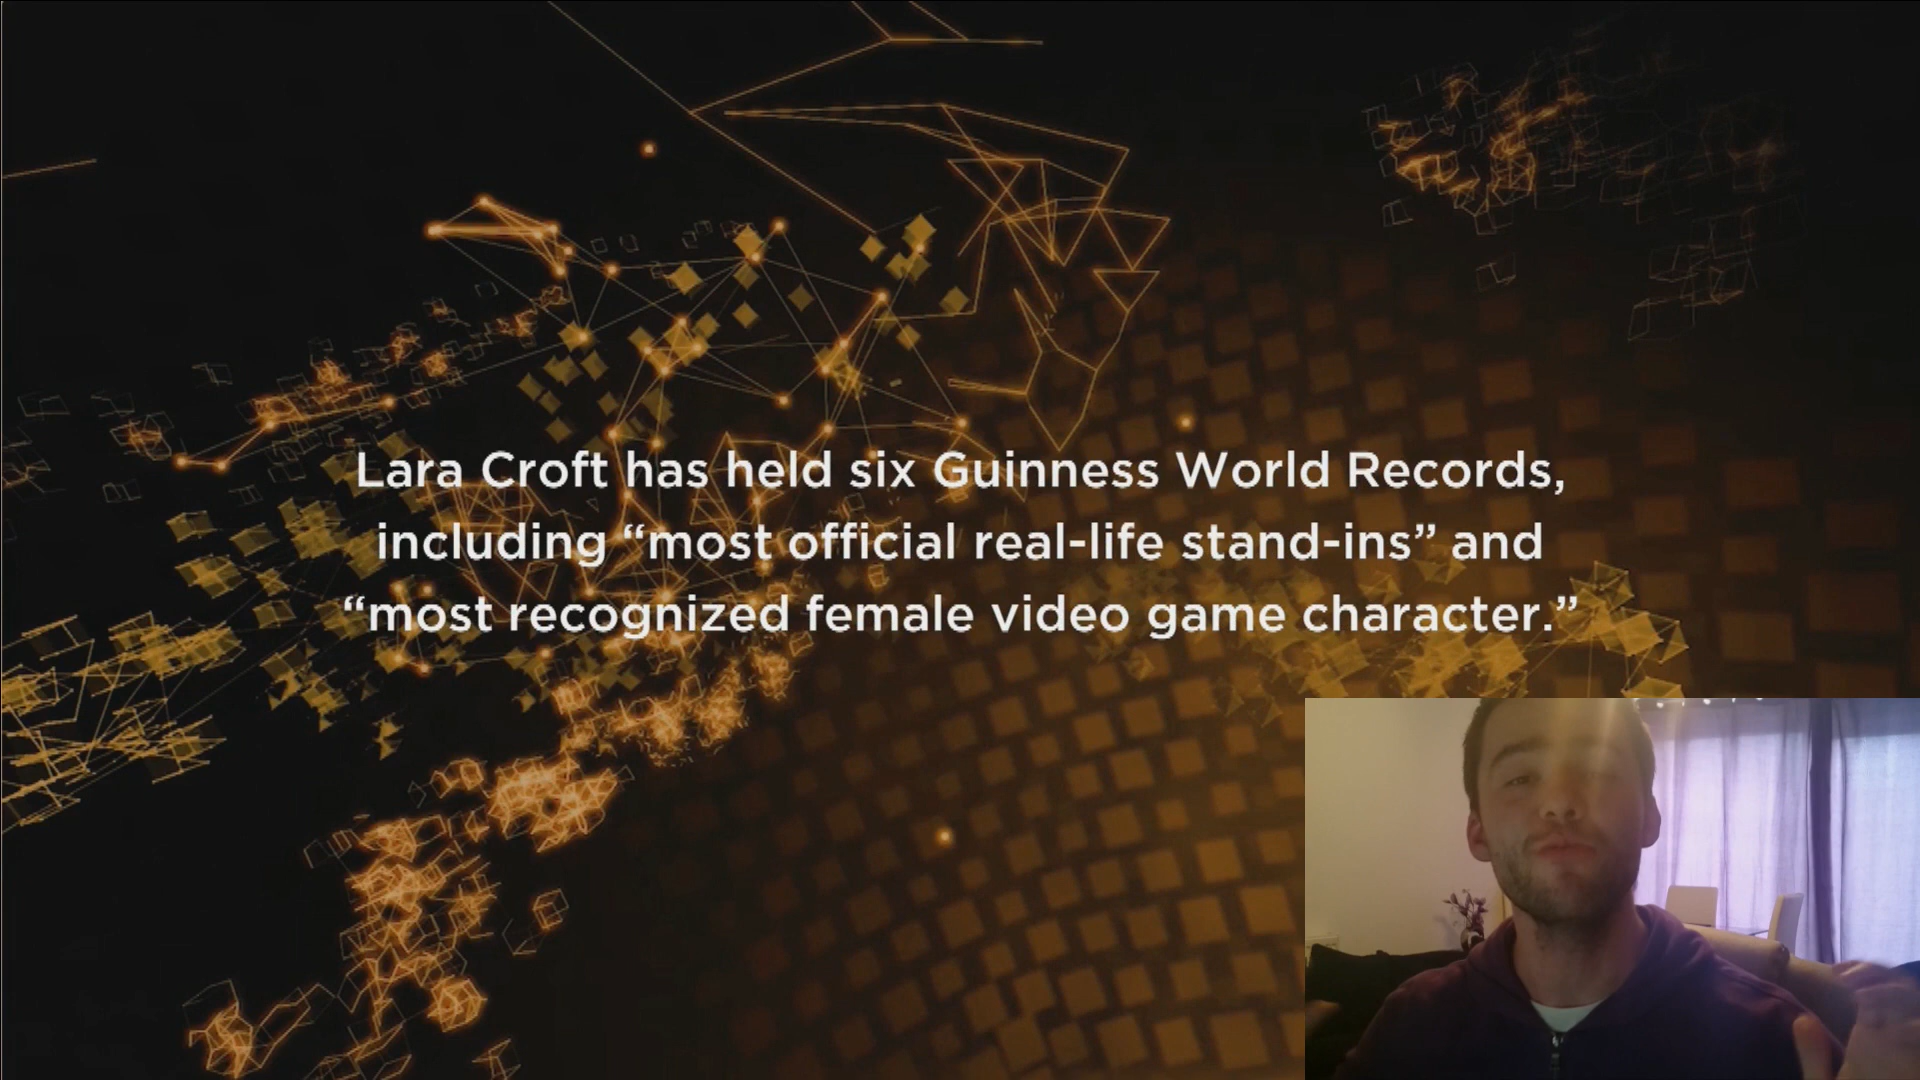 Lara Croft has held six Guinness World Records,
including “most official real-life stand-ins” and
“most recognized female video game character.”